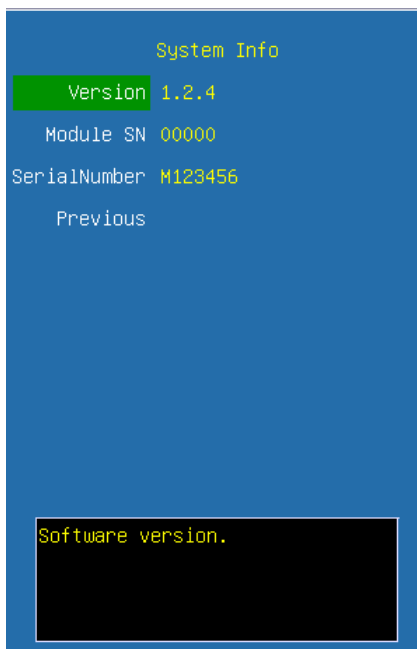 System Info
Version 1.2.4
Module SN 00000
SerialNumber M123456
Previous
Software version.